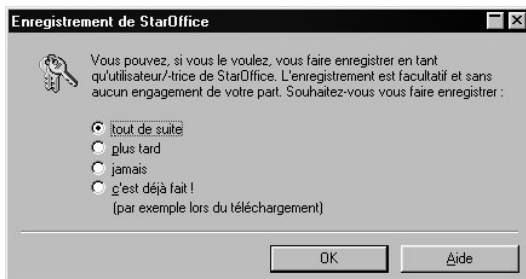 Enregistrement de StarOffice
Vous pouvez, si vous le voulez, vous faire enregistrer en tant
qu'utilisateur/-trice de StarOffice. L'enregistrement est facultatif et sans
aucun engagement de votre part. Souhaitez-vous vous faire enregistrer :
tout de suite
plus tard
jamais
c'est déjà fait !
(par exemple lors du téléchargement)
OK
Aide